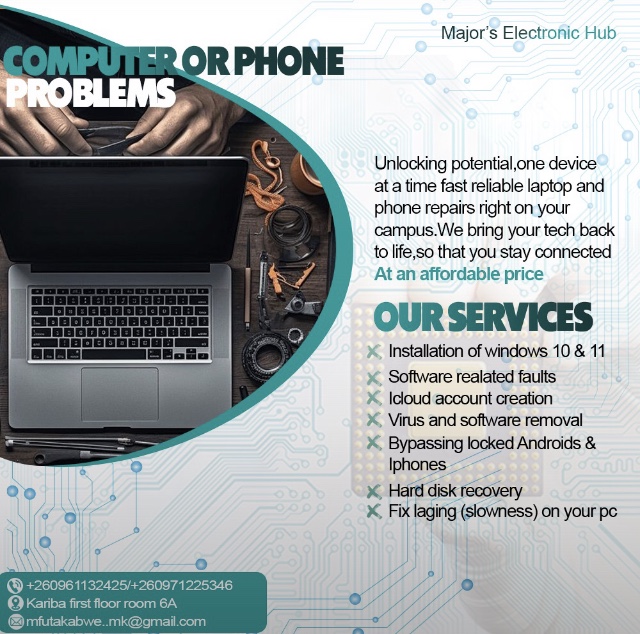 Major's Electronic Hub
COMPUTER OR PHONE
PROBLEMS
Unlocking potential,one device
at a time fast reliable laptop and
phone repairs right on your
campus.We bring your tech back
to life,so that you stay connected
At an affordable price
OUR SERVICES
Installation of windows 10 & 11
Software realated faults
Icloud account creation
Virus and software removal
Bypassing locked Androids &
Iphones
Hard disk recovery
Fix laging (slowness) on your pc
+260961132425/+260971225346
Kariba first floor room 6A
mfutakabwe..mk@gmail.com